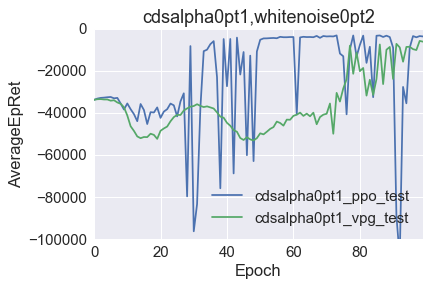 cdsalpha0pt1,whitenoise0pt2
AverageEpRet
0
−20000
−40000
−60000
−80000
−100000
cdsalpha0pt1_ppo_test
cdsalpha0pt1_vpg_test
0 20 40 60 80
Epoch